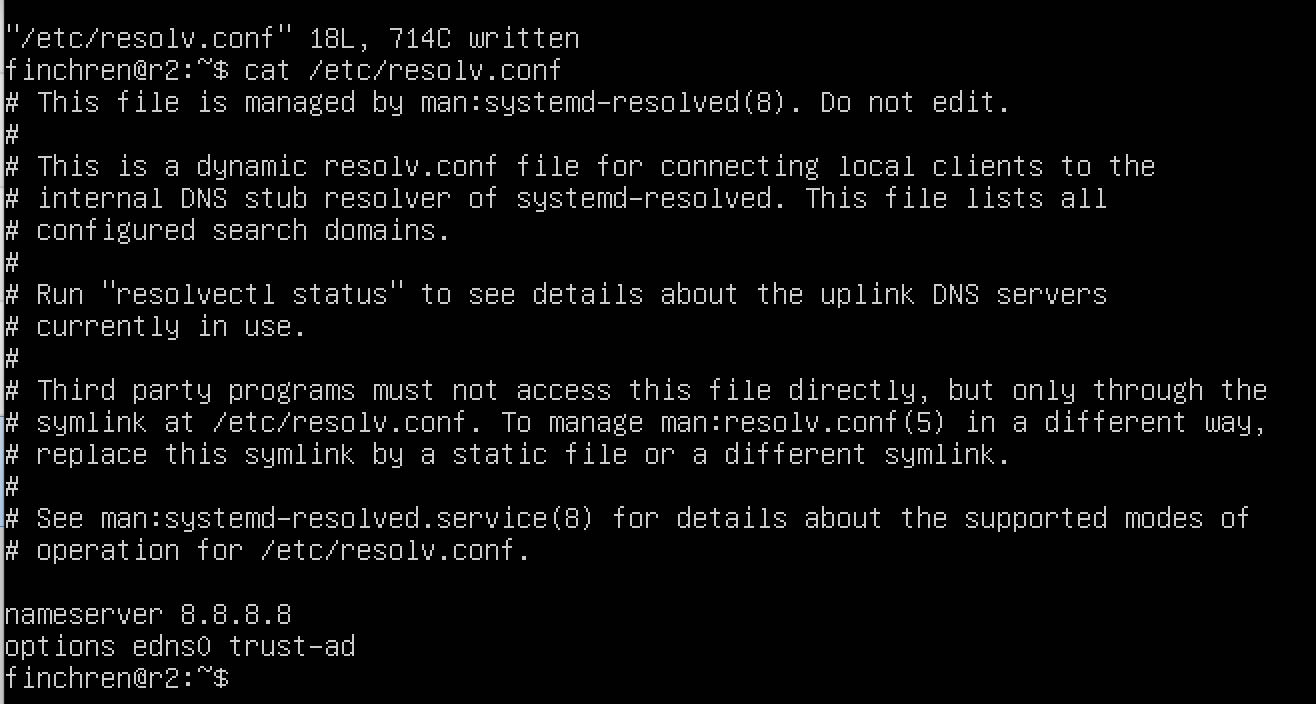 "/etc/resolv.conf" 18L, 714C written
finchren@r2:~$ cat /etc/resolv.conf
# This file is managed by man:systemd-resolved(8). Do not edit.
#
# This is a dynamic resolv.conf file for connecting local clients to the
# internal DNS stub resolver of systemd-resolved. This file lists all
# configured search domains.
#
# Run "resolvectl status" to see details about the uplink DNS servers
# currently in use.
#
# Third party programs must not access this file directly, but only through the
# symlink at /etc/resolv.conf. To manage man:resolv.conf(5) in a different way,
# replace this symlink by a static file or a different symlink.
#
# See man:systemd-resolved.service(8) for details about the supported modes of
# operation for /etc/resolv.conf.

nameserver 8.8.8.8
options edns0 trust-ad
finchren@r2:~$